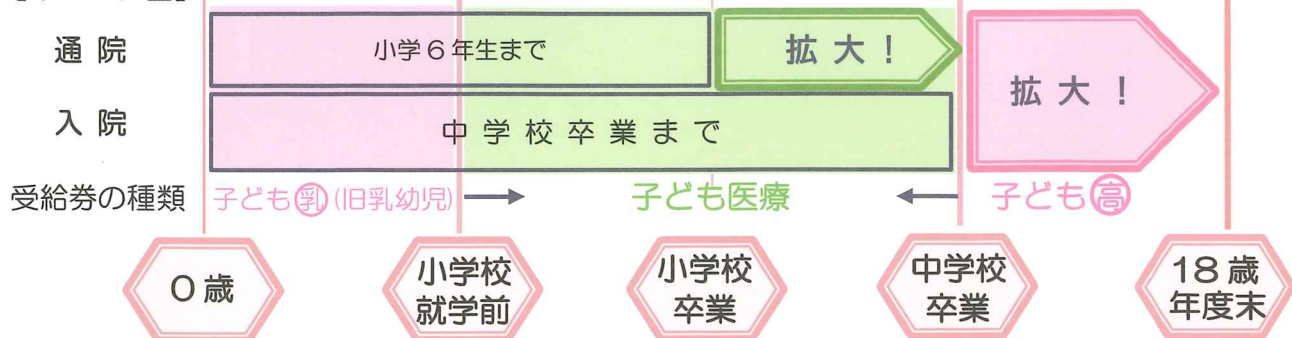 通院
小学6年生まで
拡大！
拡大！
入院
中学校卒業まで
受給券の種類
子ども㊚(旧乳幼児)
子ども医療
子ども高
0歳
小学校
就学前
小学校
卒業
中学校
卒業
18歳
年度末